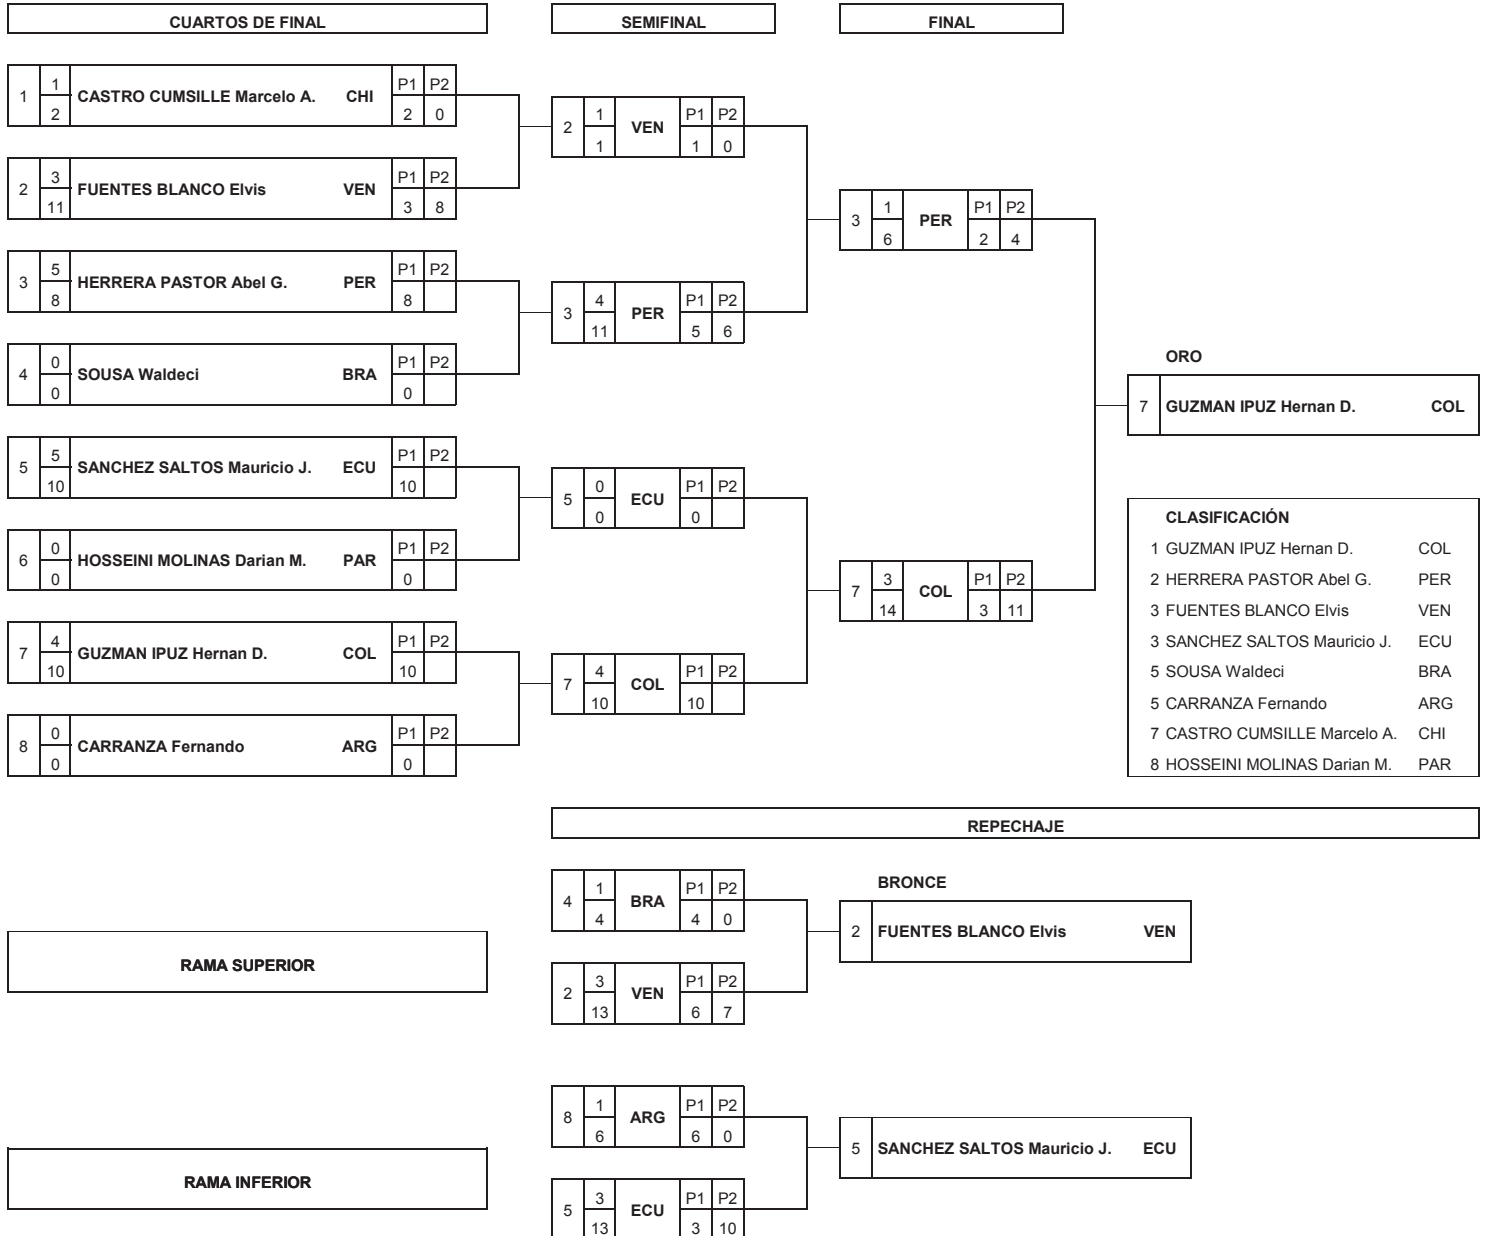 CUARTOS DE FINAL SEMIFINAL FINAL
1 1 2 CASTRO CUMSILLE Marcelo A. CHI P1 P2 2 0
2 3 11 FUENTES BLANCO Elvis VEN P1 P2 3 8
3 5 8 HERRERA PASTOR Abel G. PER P1 P2 8
4 0 0 SOUSA Waldeci BRA P1 P2 0
5 5 10 SANCHEZ SALTOS Mauricio J. ECU P1 P2 10
6 0 0 HOSSEINI MOLINAS Darian M. PAR P1 P2 0
7 4 10 GUZMAN IPUZ Hernan D. COL P1 P2 10
8 0 0 CARRANZA Fernando ARG P1 P2 0
2 1 1 VEN P1 P2 1 0
3 4 11 PER P1 P2 5 6
5 0 0 ECU P1 P2 0
7 4 10 COL P1 P2 10
3 1 6 PER P1 P2 2 4
7 3 14 COL P1 P2 3 11
ORO
7 GUZMAN IPUZ Hernan D. COL
CLASIFICACIÓN
1 GUZMAN IPUZ Hernan D. COL
2 HERRERA PASTOR Abel G. PER
3 FUENTES BLANCO Elvis VEN
3 SANCHEZ SALTOS Mauricio J. ECU
5 SOUSA Waldeci BRA
5 CARRANZA Fernando ARG
7 CASTRO CUMSILLE Marcelo A. CHI
8 HOSSEINI MOLINAS Darian M. PAR
REPECHAJE
RAMA SUPERIOR
4 1 4 BRA P1 P2 4 0
2 3 13 VEN P1 P2 6 7
BRONCE
2 FUENTES BLANCO Elvis VEN
RAMA INFERIOR
8 1 6 ARG P1 P2 6 0
5 3 13 ECU P1 P2 3 10
5 SANCHEZ SALTOS Mauricio J. ECU